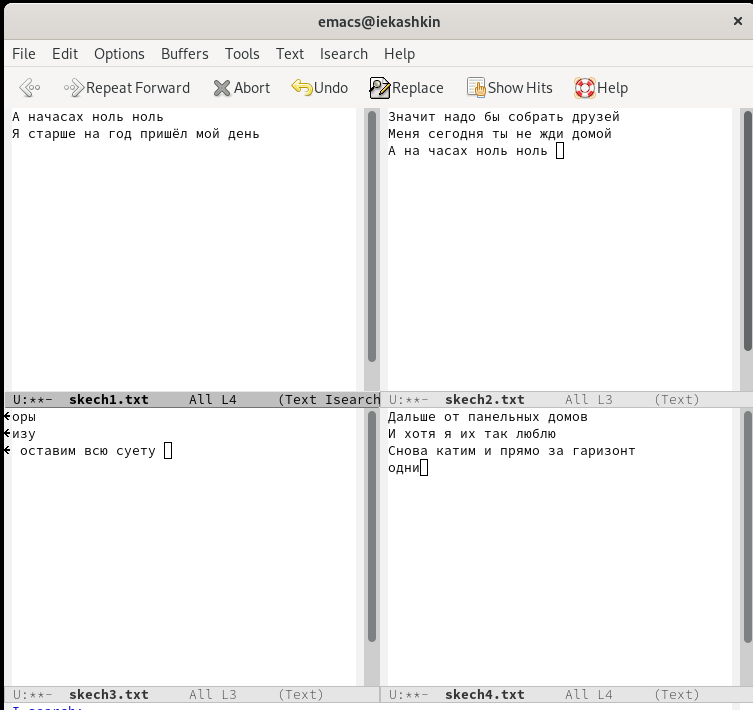 emacs@iekashkin ×
File Edit Options Buffers Tools Text Isearch Help
Repeat Forward Abort Undo Replace Show Hits Help
А начасах ноль ноль
Я старше на год пришёл мой день
U:**- skech1.txt All L4 (Text Isearch
Значит надо бы собрать друзей
Меня сегодня ты не жди домой
А на часах ноль ноль
U:**- skech2.txt All L3 (Text)
оры
изу
оставим всю суету
U:**- skech3.txt All L3 (Text)
Дальше от панельных домов
И хотя я их так люблю
Снова катим и прямо за гаризонт
одни
U:**- skech4.txt All L4 (Text)
I-search: